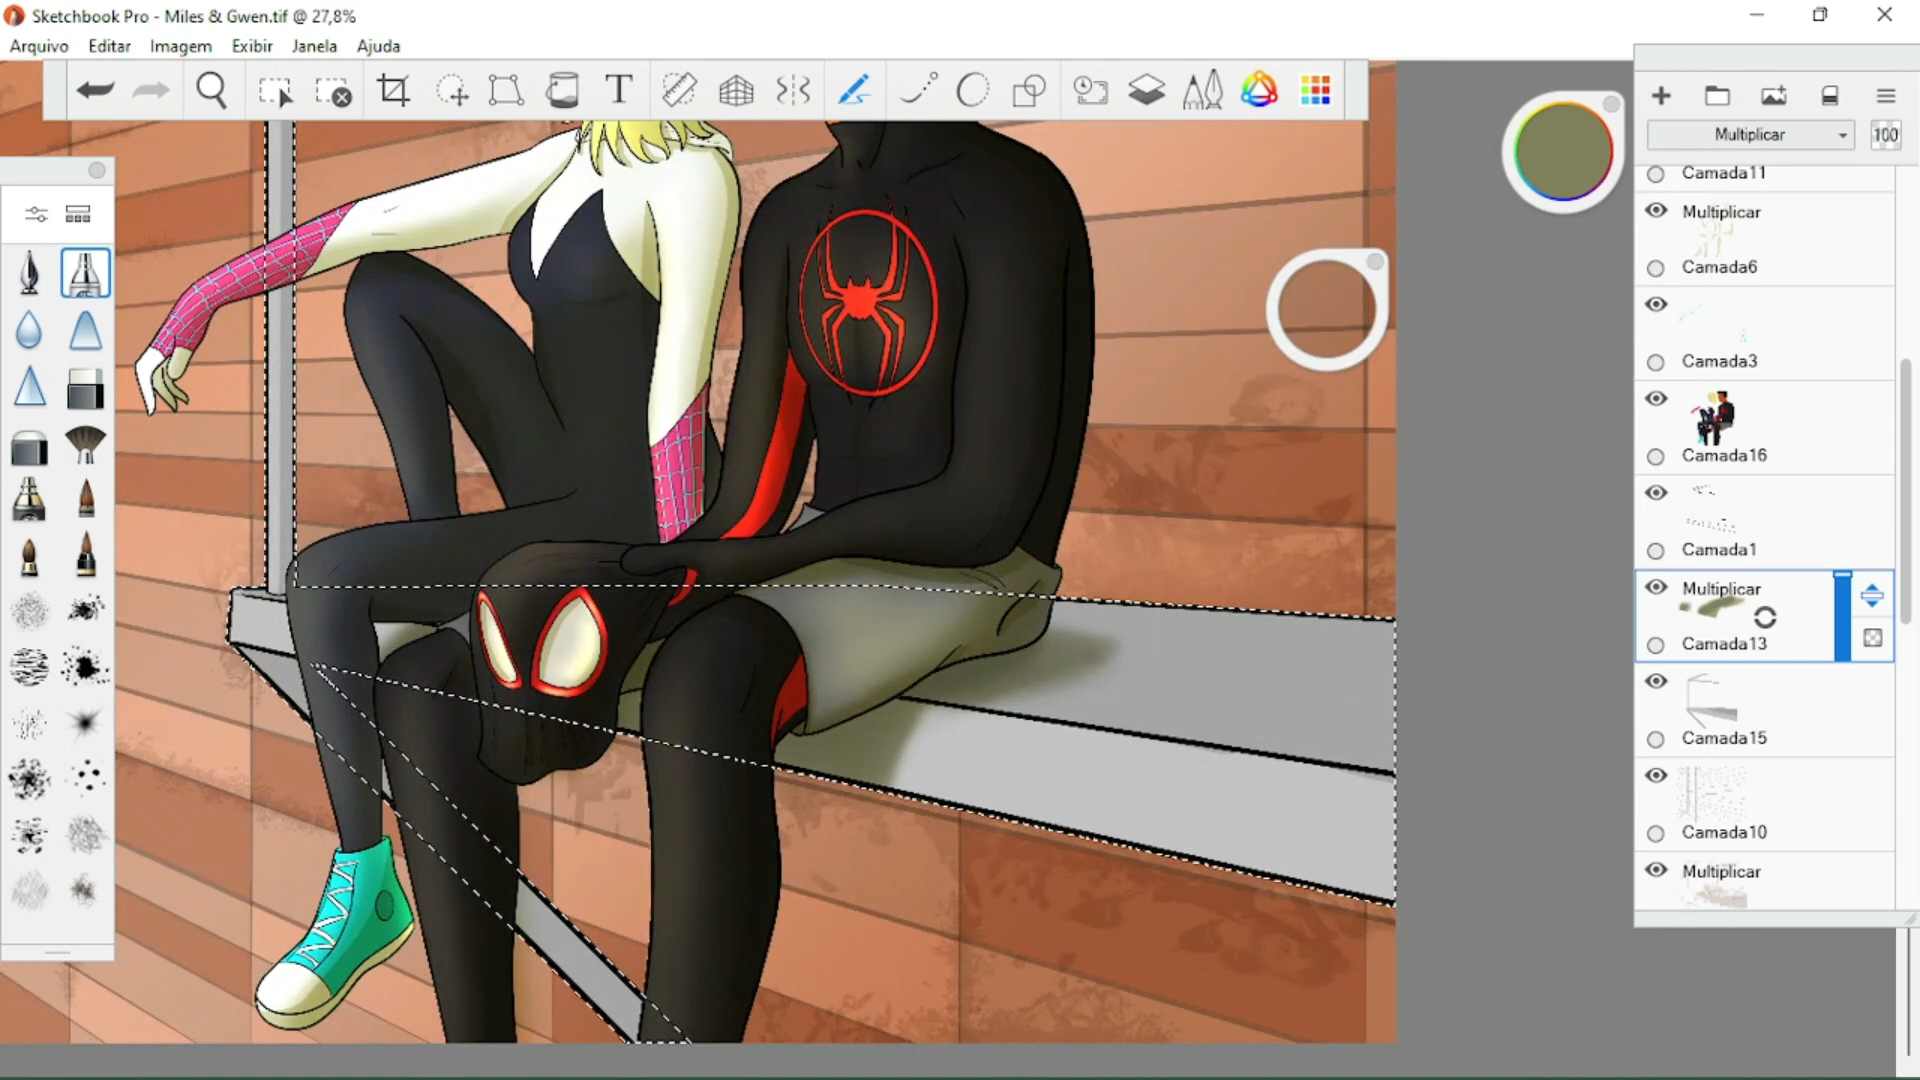 Sketchbook Pro - Miles & Gwen.tif @ 27,8%
Arquivo Editar Imagem Exibir Janela Ajuda
T
Multiplicar 100
Camada11
Multiplicar
Camada6
Camada3
Camada16
Camada1
Multiplicar
Camada13
Camada15
Camada10
Multiplicar